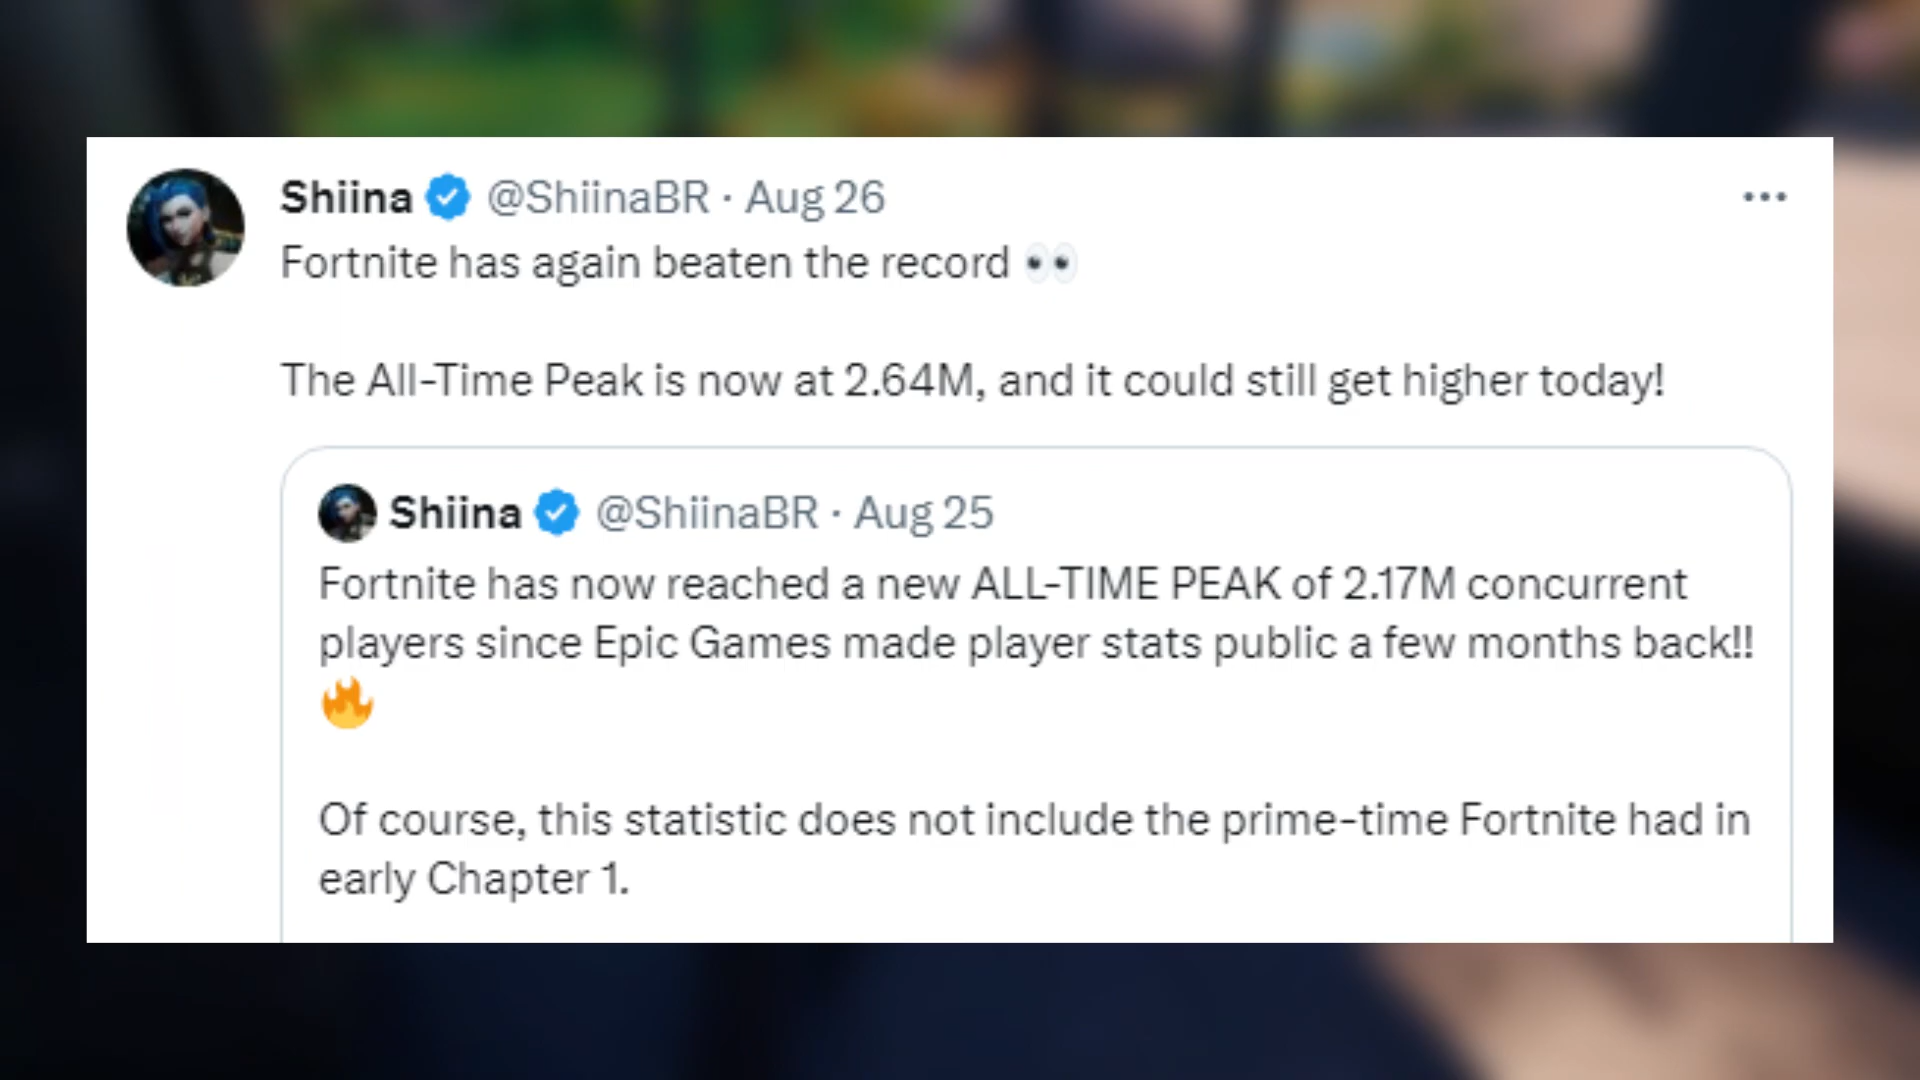 Shiina @ShiinaBR · Aug 26
Fortnite has again beaten the record 👀
The All-Time Peak is now at 2.64M, and it could still get higher today!
Shiina @ShiinaBR · Aug 25
Fortnite has now reached a new ALL-TIME PEAK of 2.17M concurrent
players since Epic Games made player stats public a few months back!!
🔥
Of course, this statistic does not include the prime-time Fortnite had in
early Chapter 1.